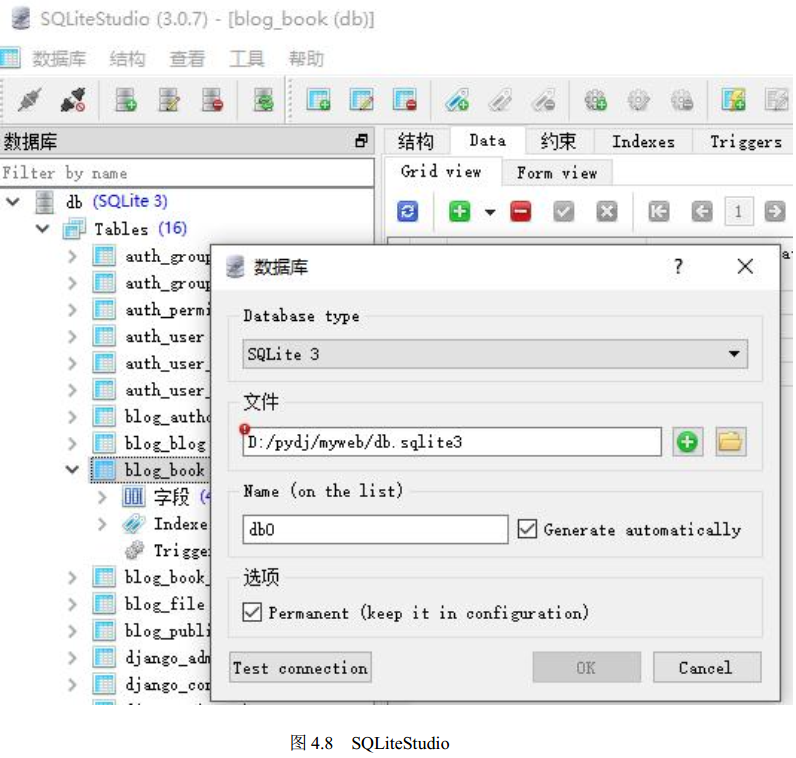 SQLiteStudio (3.0.7) - [blog_book (db)]
数据库 结构 查看 工具 帮助
数据库
结构 Data 约束 Indexes Triggers
Filter by name
Grid view Form view
db (SQLite 3)
1
Tables (16)
auth_group
auth_group
auth_permi
auth_user
auth_user_
auth_user_
blog_autho
blog_blog
blog_book
字段 (4
Indexe
Trigge
blog_book_
blog_file
blog_publi
django_adm
django_con
数据库 ?
Database type
SQLite 3
文件
D:/pydj/myweb/db.sqlite3
Name (on the list)
db0 Generate automatically
选项
Permanent (keep it in configuration)
Test connection OK Cancel
图 4.8 SQLiteStudio